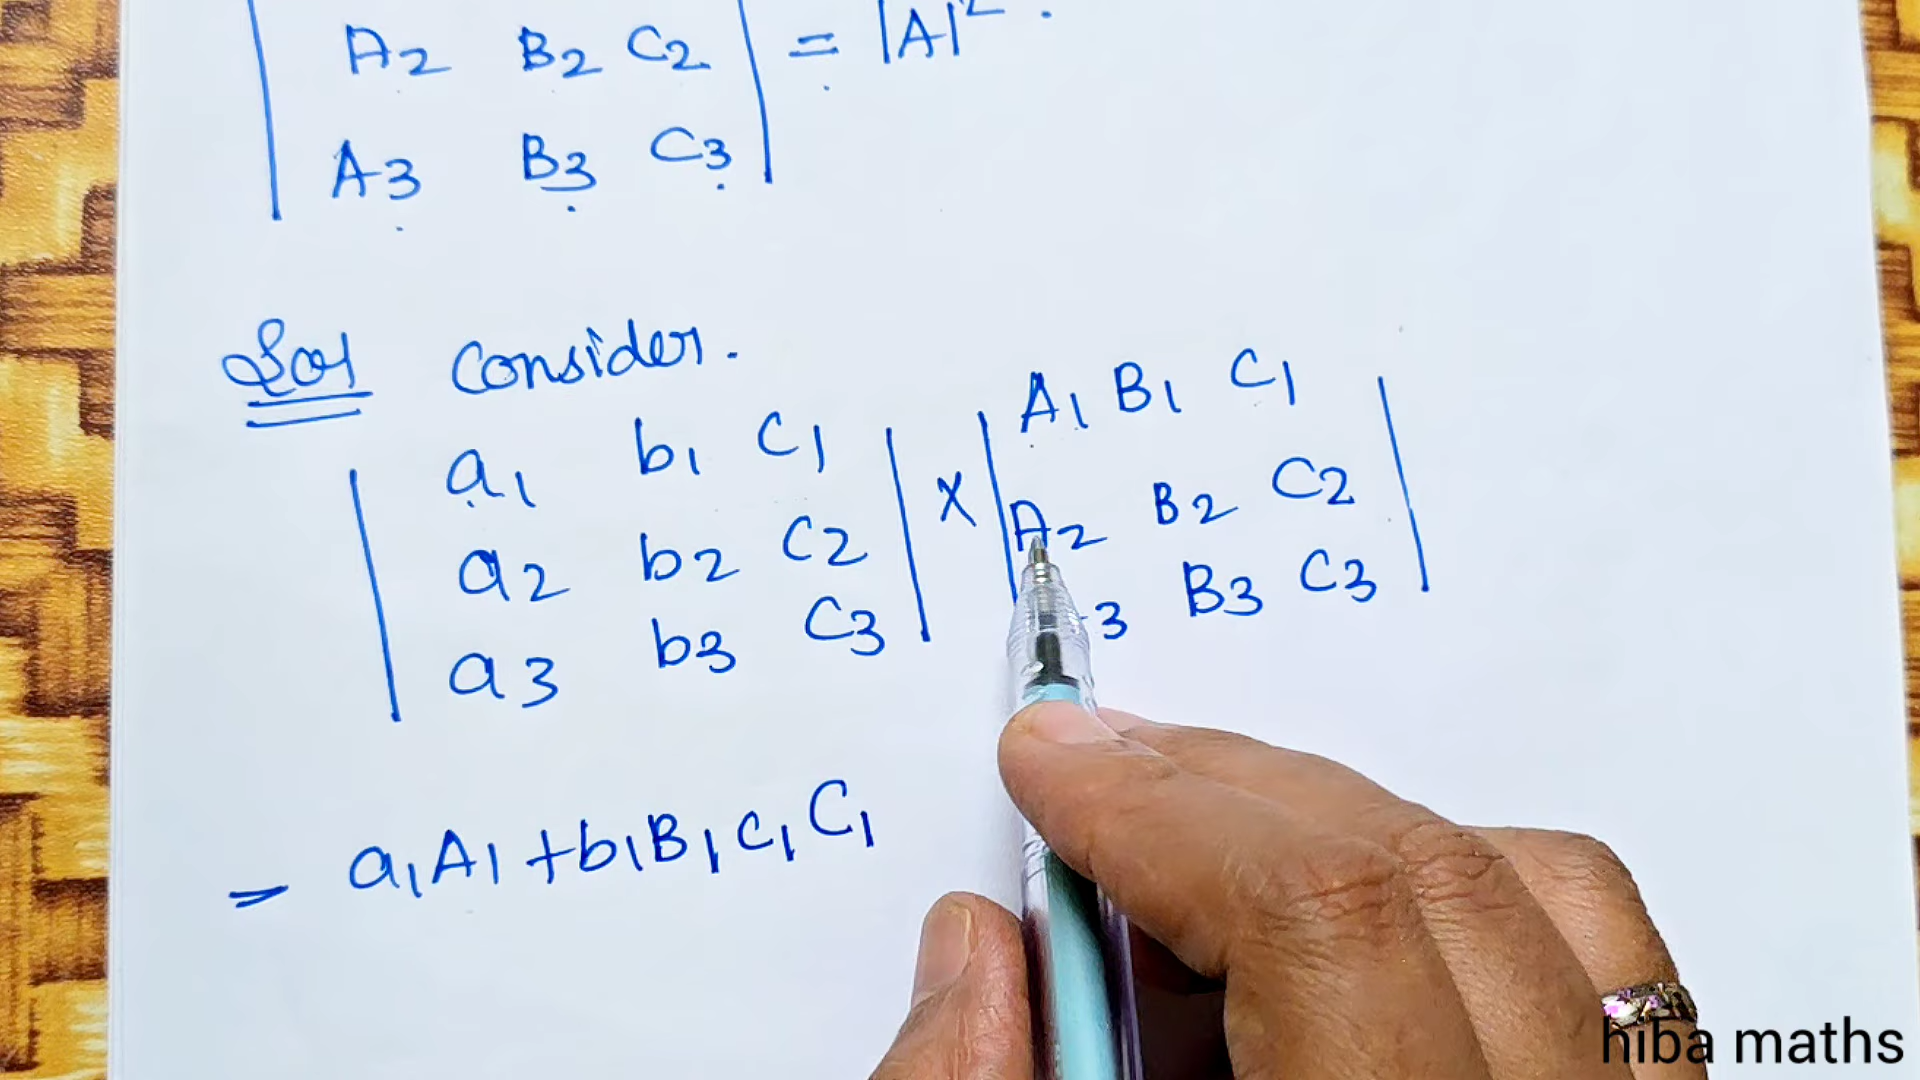 A2 B2 C2 = |A|².
A3 B3 C3
Sol Consider.
a1 b1 c1 × A1 B1 C1
a2 b2 c2 A2 B2 C2
a3 b3 c3 3 B3 C3
= a1A1 + b1B1 c1C1
hiba maths